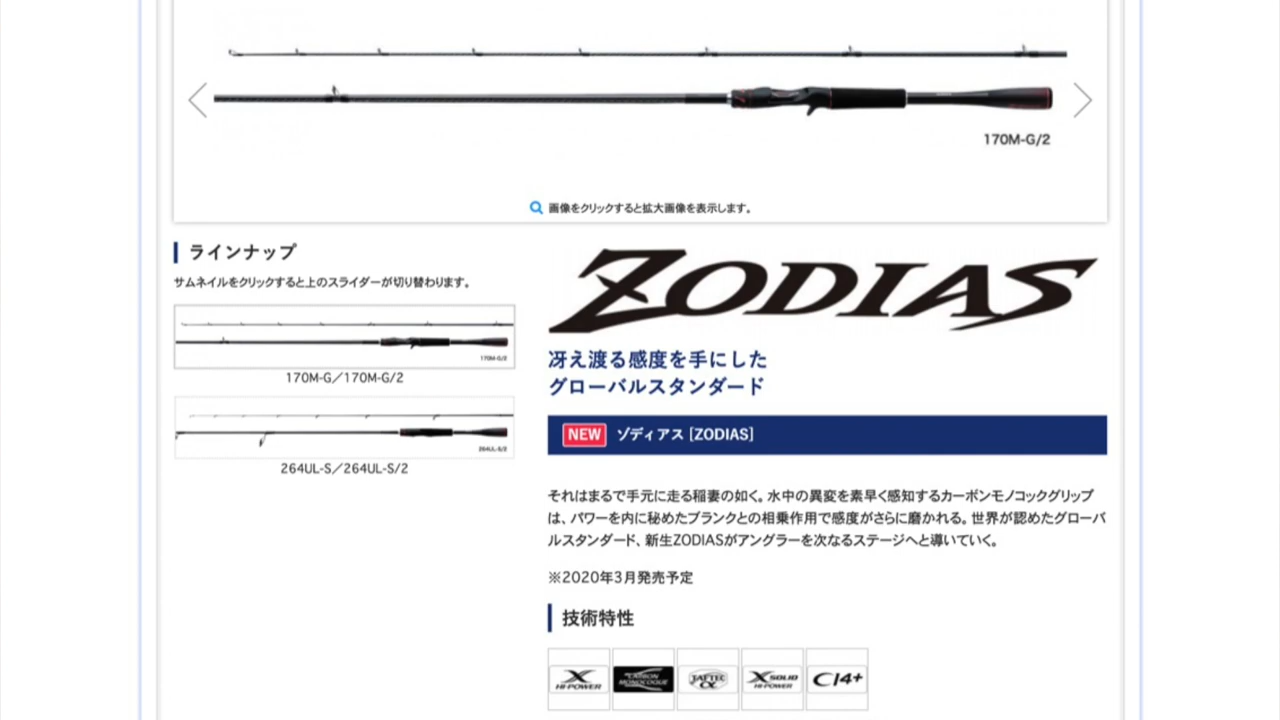 170M-G/2
画像をクリックすると拡大画像を表示します。
ラインナップ
サムネイルをクリックすると上のスライダーが切り替わります。
170M-G/2
170M-G／170M-G/2
264UL-S/2
264UL-S／264UL-S/2
ZODIAS
冴え渡る感度を手にした
グローバルスタンダード
NEW ゾディアス [ZODIAS]
それはまるで手元に走る稲妻の如く。水中の異変を素早く感知するカーボンモノコックグリップ
は、パワーを内に秘めたブランクとの相乗作用で感度がさらに磨かれる。世界が認めたグローバ
ルスタンダード、新生ZODIASがアングラーを次なるステージへと導いていく。
※2020年3月発売予定
技術特性
X HI-POWER
CARBON MONOCOQUE
TAFTEC α
X SOLID HI-POWER
CI4+